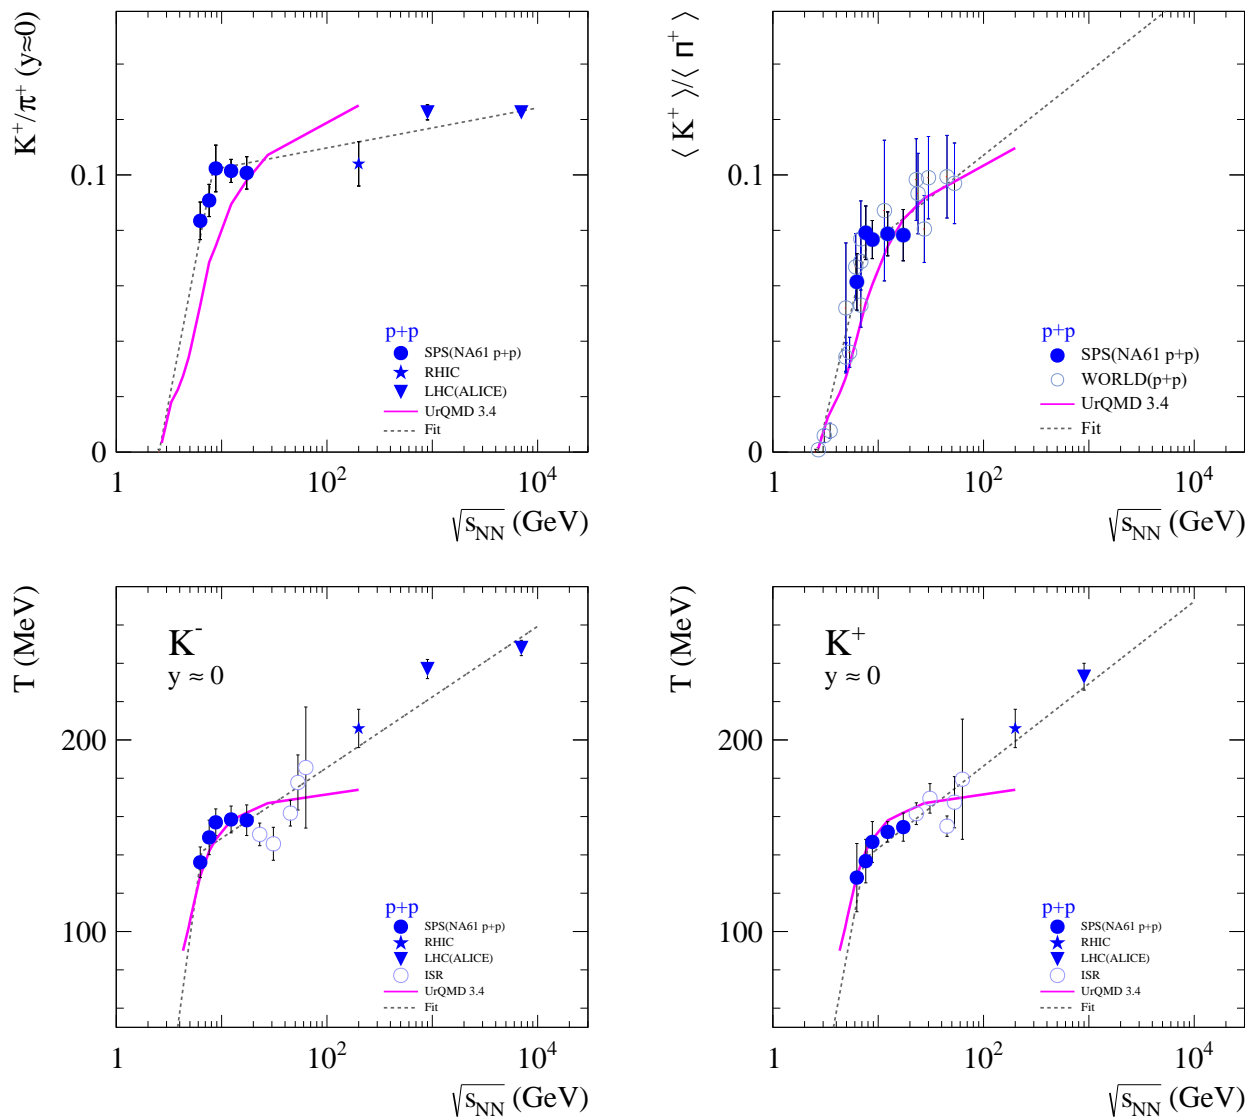 K⁺/π⁺ (y≈0)
0.1
0
p+p
SPS(NA61 p+p)
RHIC
LHC(ALICE)
UrQMD 3.4
Fit
1 10² 10⁴
√sNN (GeV)
⟨K⁺⟩/⟨π⁺⟩
0.1
0
p+p
SPS(NA61 p+p)
WORLD(p+p)
UrQMD 3.4
Fit
1 10² 10⁴
√sNN (GeV)
T (MeV)
K⁻
y ≈ 0
200
100
p+p
SPS(NA61 p+p)
RHIC
LHC(ALICE)
ISR
UrQMD 3.4
Fit
1 10² 10⁴
√sNN (GeV)
T (MeV)
K⁺
y ≈ 0
200
100
p+p
SPS(NA61 p+p)
RHIC
LHC(ALICE)
ISR
UrQMD 3.4
Fit
1 10² 10⁴
√sNN (GeV)